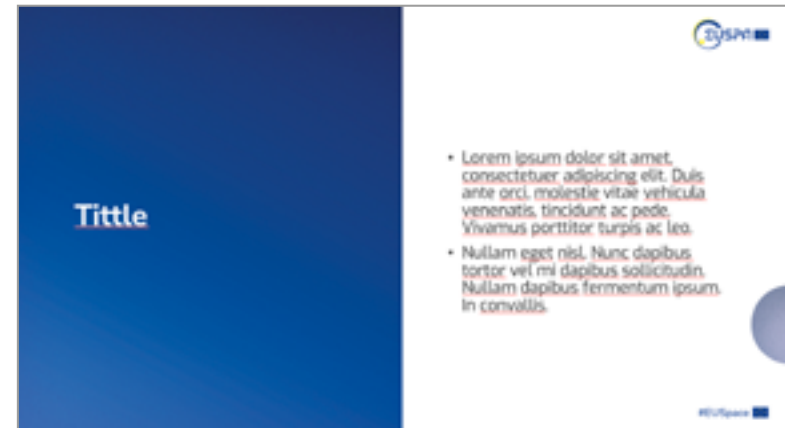 EUSPA
Tittle
• Lorem ipsum dolor sit amet,
consectetuer adipiscing elit. Duis
ante orci, molestie vitae vehicula
venenatis, tincidunt ac pede.
Vivamus porttitor turpis ac leo.
• Nullam eget nisl. Nunc dapibus
tortor vel mi dapibus sollicitudin.
Nullam dapibus fermentum ipsum.
In convallis.
#EUSpace